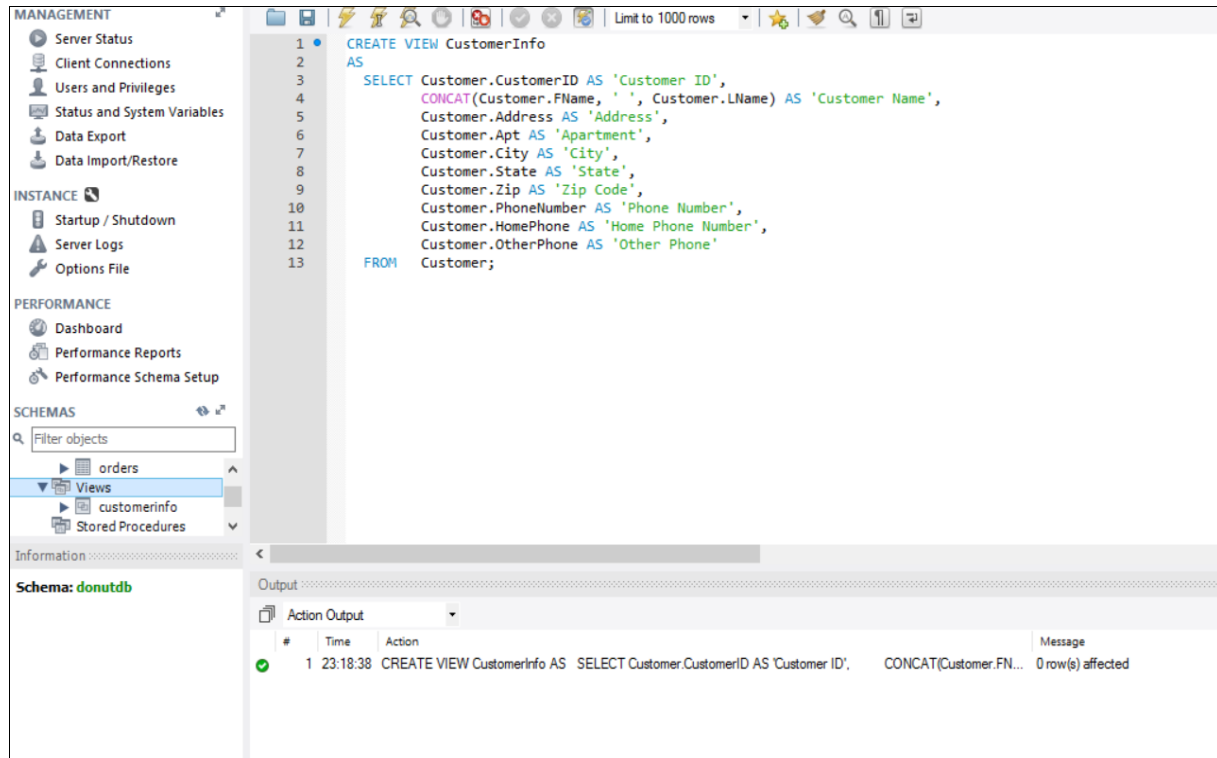 MANAGEMENT
Server Status
Client Connections
Users and Privileges
Status and System Variables
Data Export
Data Import/Restore
INSTANCE
Startup / Shutdown
Server Logs
Options File
PERFORMANCE
Dashboard
Performance Reports
Performance Schema Setup
SCHEMAS
Filter objects
orders
Views
customerinfo
Stored Procedures
Information
Schema: donutdb
Limit to 1000 rows
1 CREATE VIEW CustomerInfo
2 AS
3 SELECT Customer.CustomerID AS 'Customer ID',
4 CONCAT(Customer.FName, ' ', Customer.LName) AS 'Customer Name',
5 Customer.Address AS 'Address',
6 Customer.Apt AS 'Apartment',
7 Customer.City AS 'City',
8 Customer.State AS 'State',
9 Customer.Zip AS 'Zip Code',
10 Customer.PhoneNumber AS 'Phone Number',
11 Customer.HomePhone AS 'Home Phone Number',
12 Customer.OtherPhone AS 'Other Phone'
13 FROM Customer;
Output
Action Output
# Time Action Message
1 23:18:38 CREATE VIEW CustomerInfo AS SELECT Customer.CustomerID AS 'Customer ID', CONCAT(Customer.FN... 0 row(s) affected